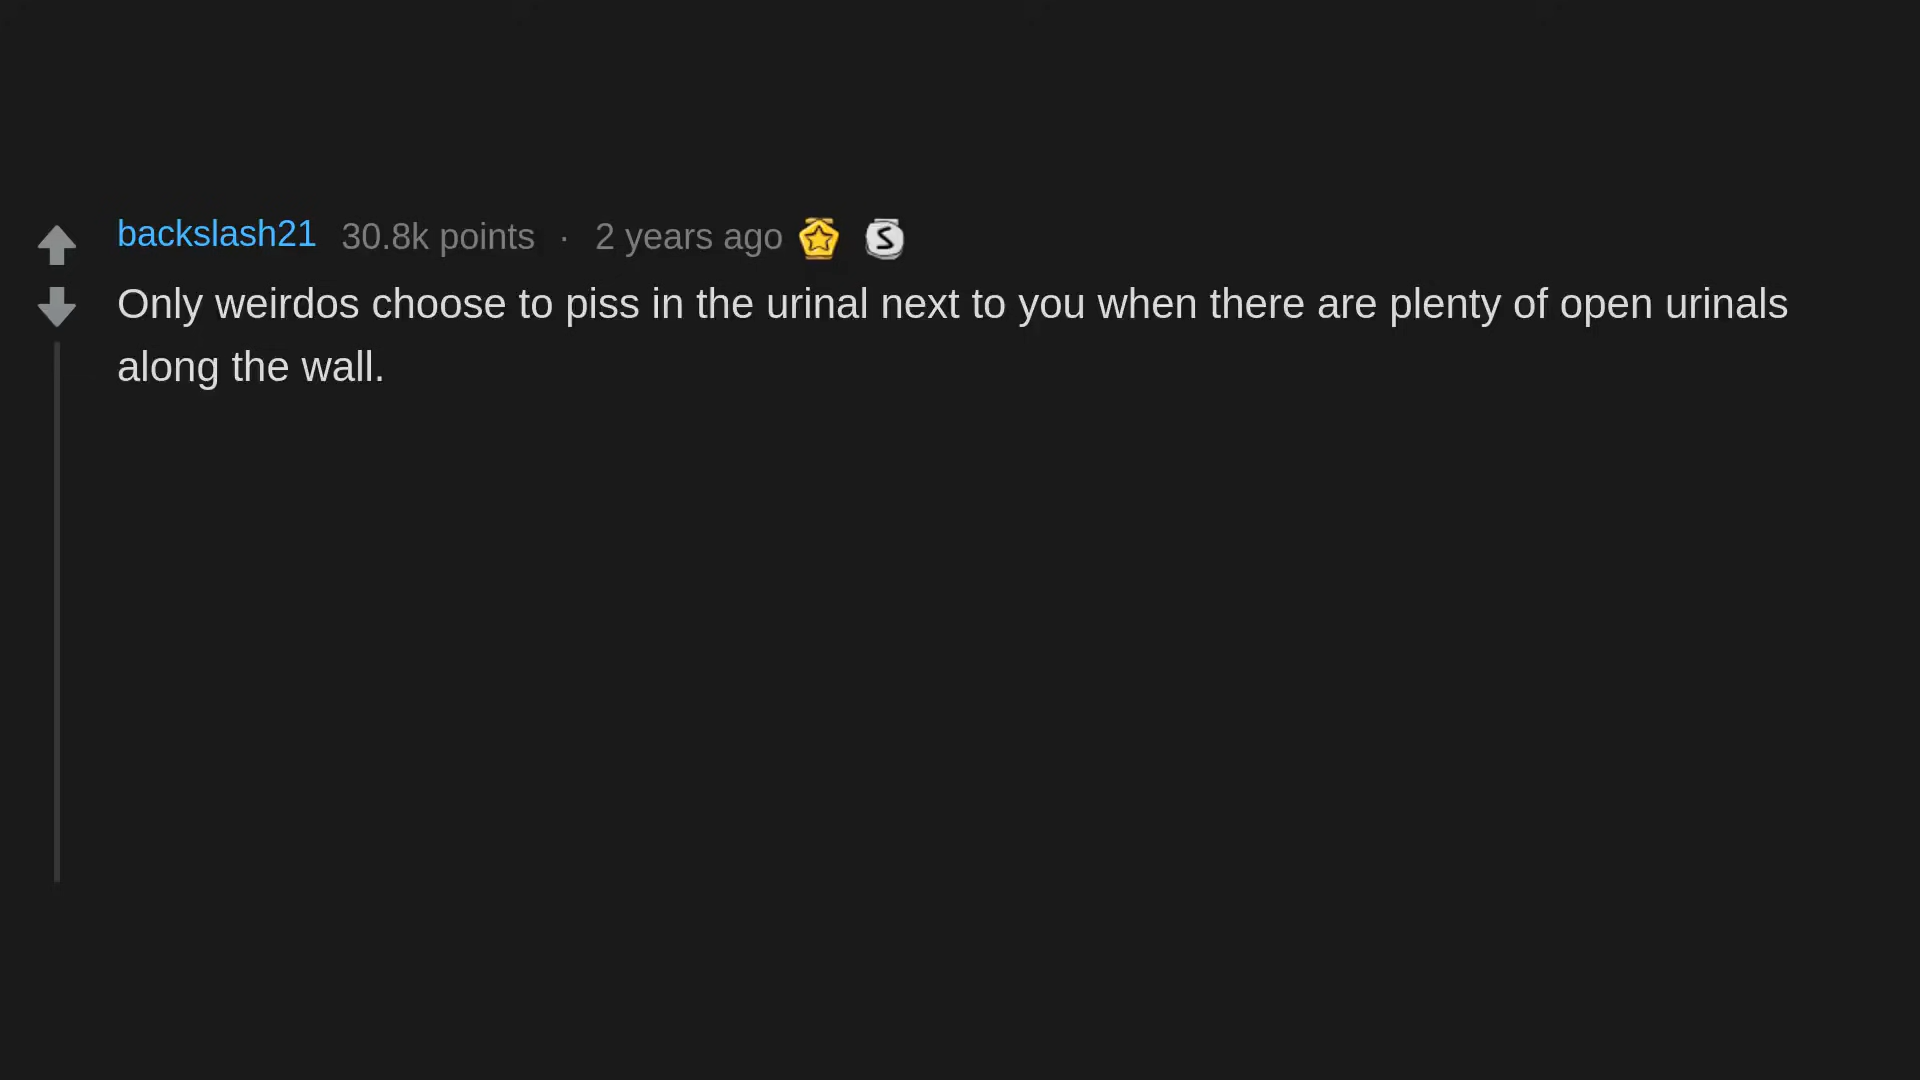 backslash21 30.8k points · 2 years ago S
Only weirdos choose to piss in the urinal next to you when there are plenty of open urinals
along the wall.